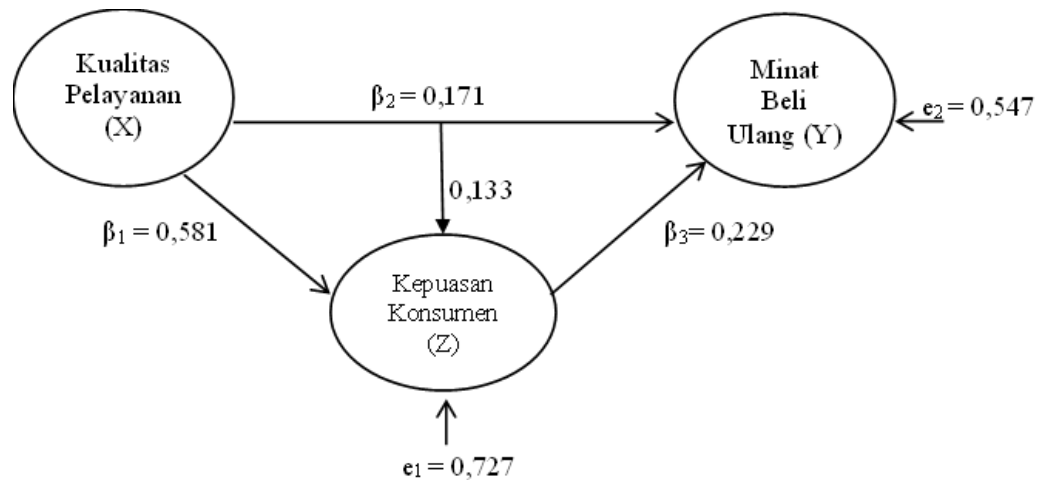 Kualitas
Pelayanan
(X)
β₂ = 0,171
Minat
Beli
Ulang (Y)
e₂ = 0,547
0,133
β₁ = 0,581
β₃= 0,229
Kepuasan
Konsumen
(Z)
e₁ = 0,727